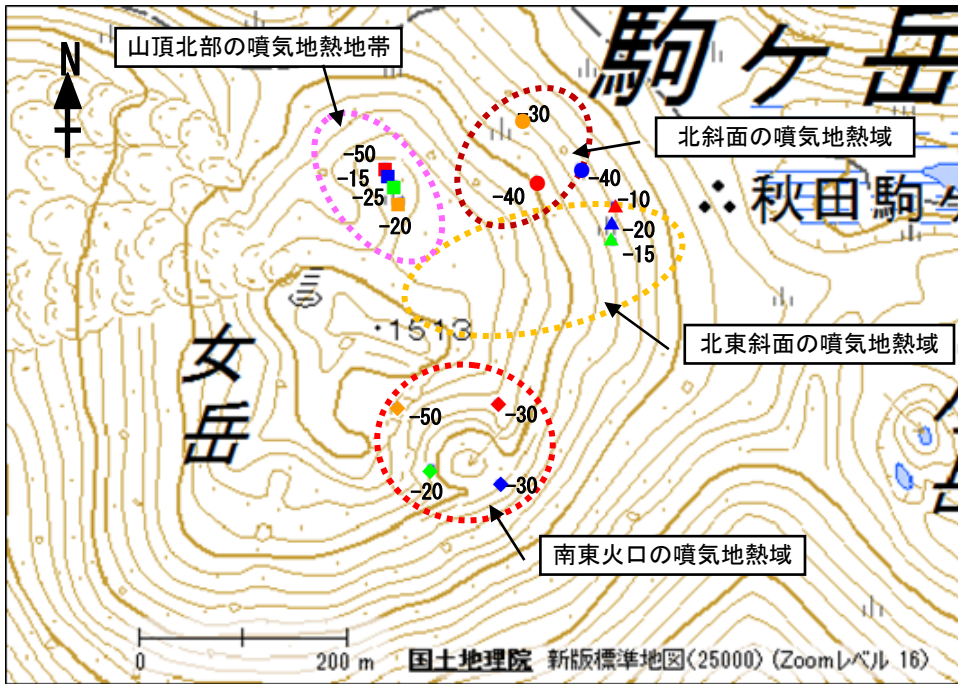 山頂北部の噴気地熱地帯
駒ヶ岳
N
北斜面の噴気地熱域
-30
-50
-15
-25
-20
-40
-40
-10
-20
-15
秋田駒ヶ
1513
北東斜面の噴気地熱域
女岳
-50
-30
-20
-30
南東火口の噴気地熱域
0
200 m
国土地理院 新版標準地図(25000) (Zoomレベル 16)